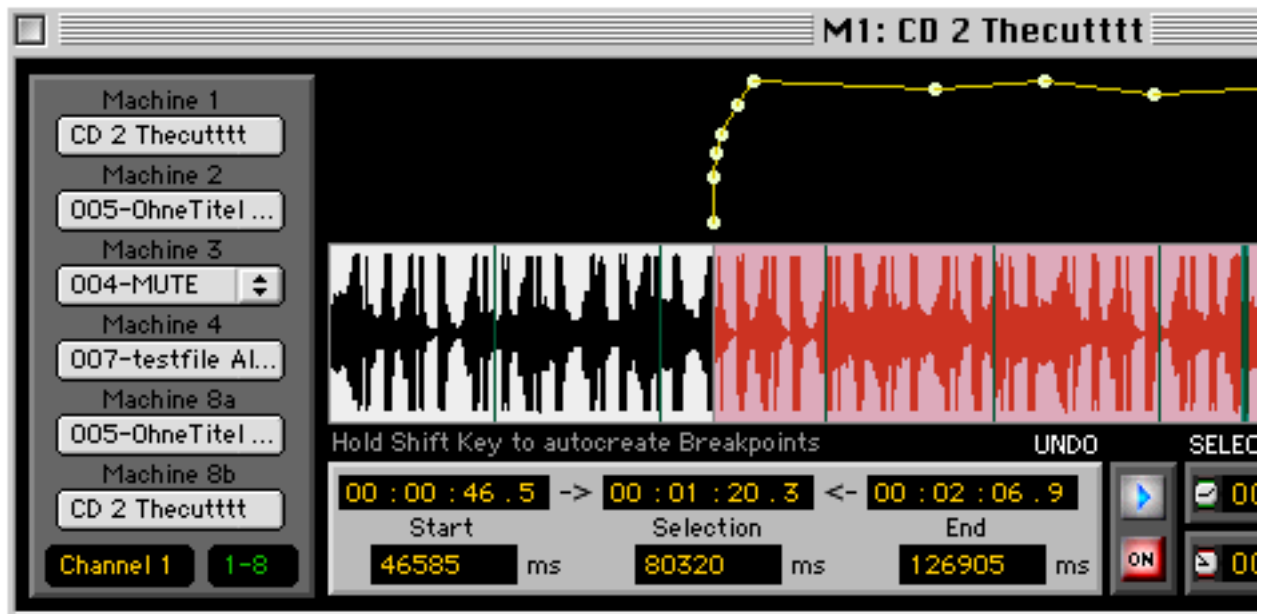 M1: CD 2 Thecutttt
Machine 1
CD 2 Thecutttt
Machine 2
005-OhneTitel ...
Machine 3
004-MUTE
Machine 4
007-testfile Al...
Machine 8a
005-OhneTitel ...
Machine 8b
CD 2 Thecutttt
Channel 1 1-8
Hold Shift Key to autocreate Breakpoints UNDO SELEC
00 : 00 : 46 . 5 -> 00 : 01 : 20 . 3 <- 00 : 02 : 06 . 9 00
Start Selection End
46585 ms 80320 ms 126905 ms ON 00